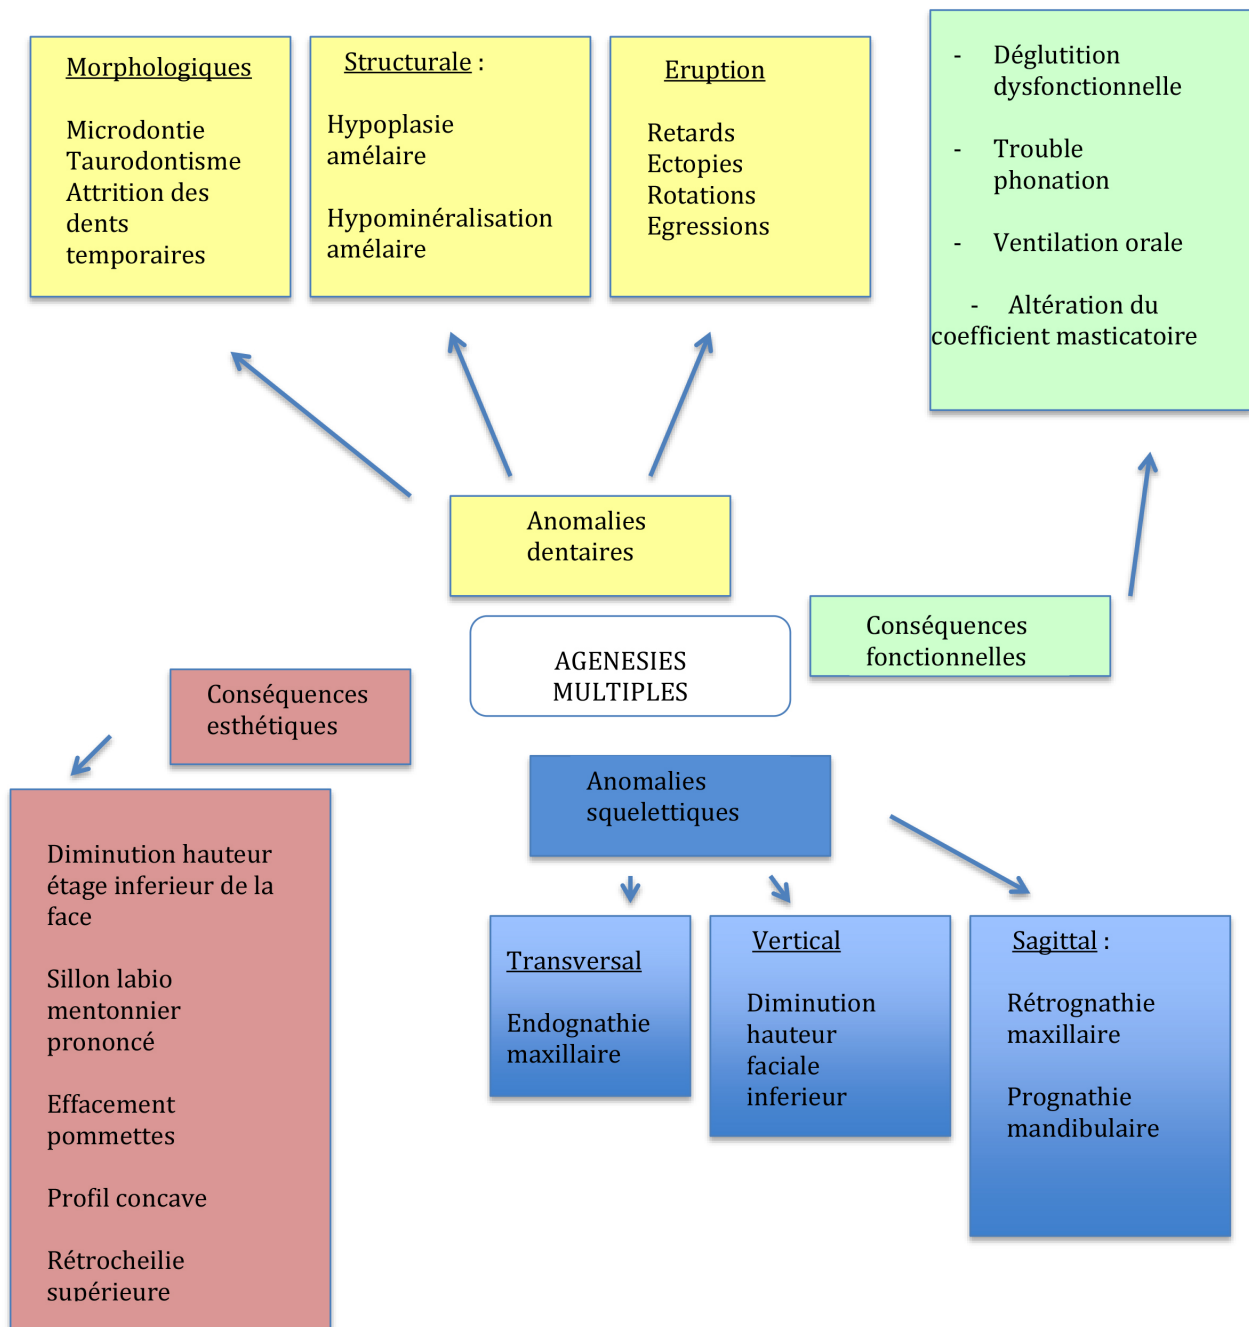 Morphologiques
Microdontie
Taurodontisme
Attrition des
dents
temporaires
Structurale :
Hypoplasie
amélaire
Hypominéralisation
amélaire
Eruption
Retards
Ectopies
Rotations
Egressions
- Déglutition
dysfonctionnelle
- Trouble
phonation
- Ventilation orale
- Altération du
coefficient masticatoire
Anomalies
dentaires
Conséquences
fonctionnelles
AGENESIES
MULTIPLES
Conséquences
esthétiques
Anomalies
squelettiques
Diminution hauteur
étage inferieur de la
face
Sillon labio
mentonnier
prononcé
Effacement
pommettes
Profil concave
Rétrocheilie
supérieure
Transversal
Endognathie
maxillaire
Vertical
Diminution
hauteur
faciale
inferieur
Sagittal :
Rétrognathie
maxillaire
Prognathie
mandibulaire